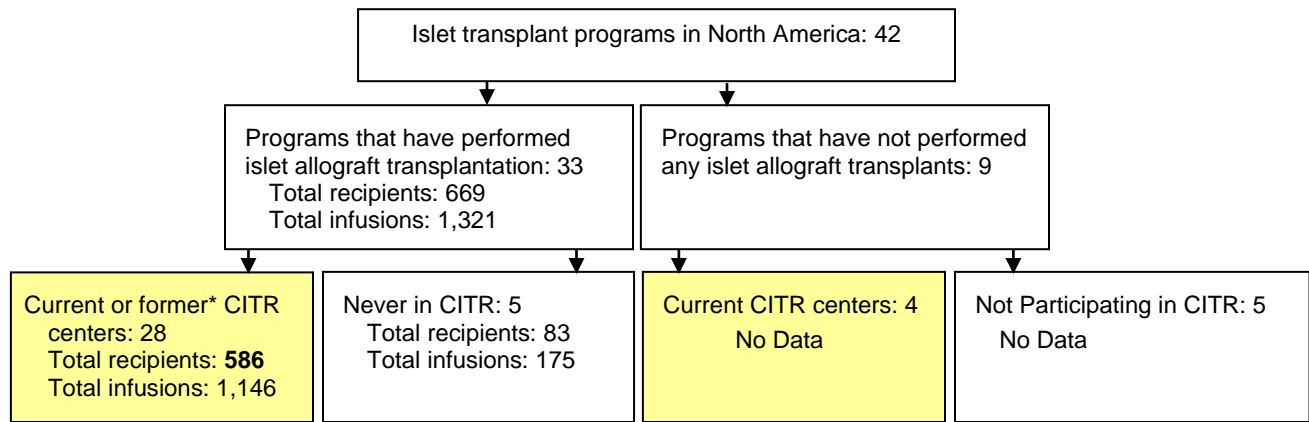 Islet transplant programs in North America: 42
Programs that have performed
islet allograft transplantation: 33
Total recipients: 669
Total infusions: 1,321
Programs that have not performed
any islet allograft transplants: 9
Current or former* CITR
centers: 28
Total recipients: 586
Total infusions: 1,146
Never in CITR: 5
Total recipients: 83
Total infusions: 175
Current CITR centers: 4
No Data
Not Participating in CITR: 5
No Data